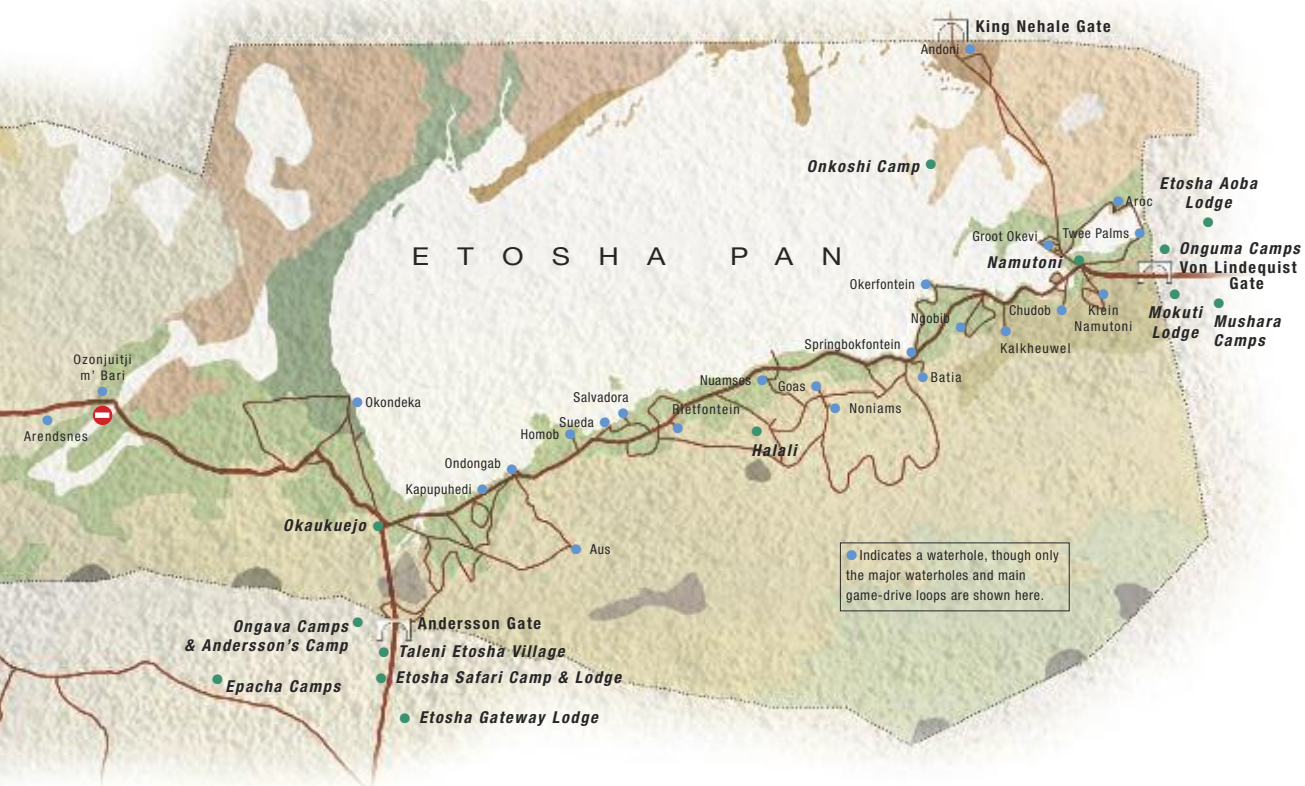 King Nehale Gate
Andoni
Onkoshi Camp
Etosha Aoba
Lodge
Aroc
Twee Palms
Groot Okevi
Namutoni
Onguma Camps
Von Lindequist
Gate
ETOSHA PAN
Okerfontein
Ngobib
Chudob
Klein
Namutoni
Mokuti
Lodge
Mushara
Camps
Kalkheuwel
Springbokfontein
Batia
Ozonjuitji
m' Bari
Arendsnes
Okondeka
Nuamses
Goas
Noniams
Salvadora
Rietfontein
Sueda
Homob
Halali
Ondongab
Kapupuhedi
Okaukuejo
Aus
Indicates a waterhole, though only
the major waterholes and main
game-drive loops are shown here.
Ongava Camps
& Andersson's Camp
Andersson Gate
Taleni Etosha Village
Etosha Safari Camp & Lodge
Epacha Camps
Etosha Gateway Lodge